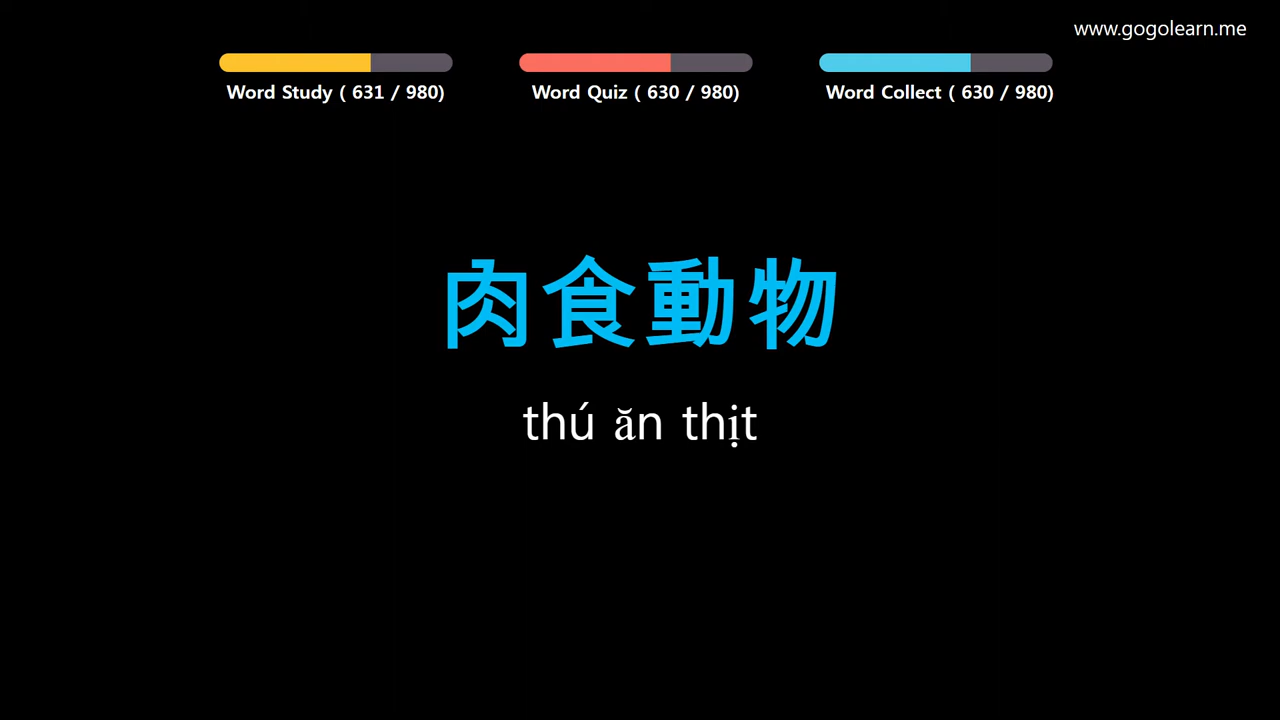 www.gogolearn.me
Word Study ( 631 / 980)
Word Quiz ( 630 / 980)
Word Collect ( 630 / 980)
肉食動物
thú ăn thịt